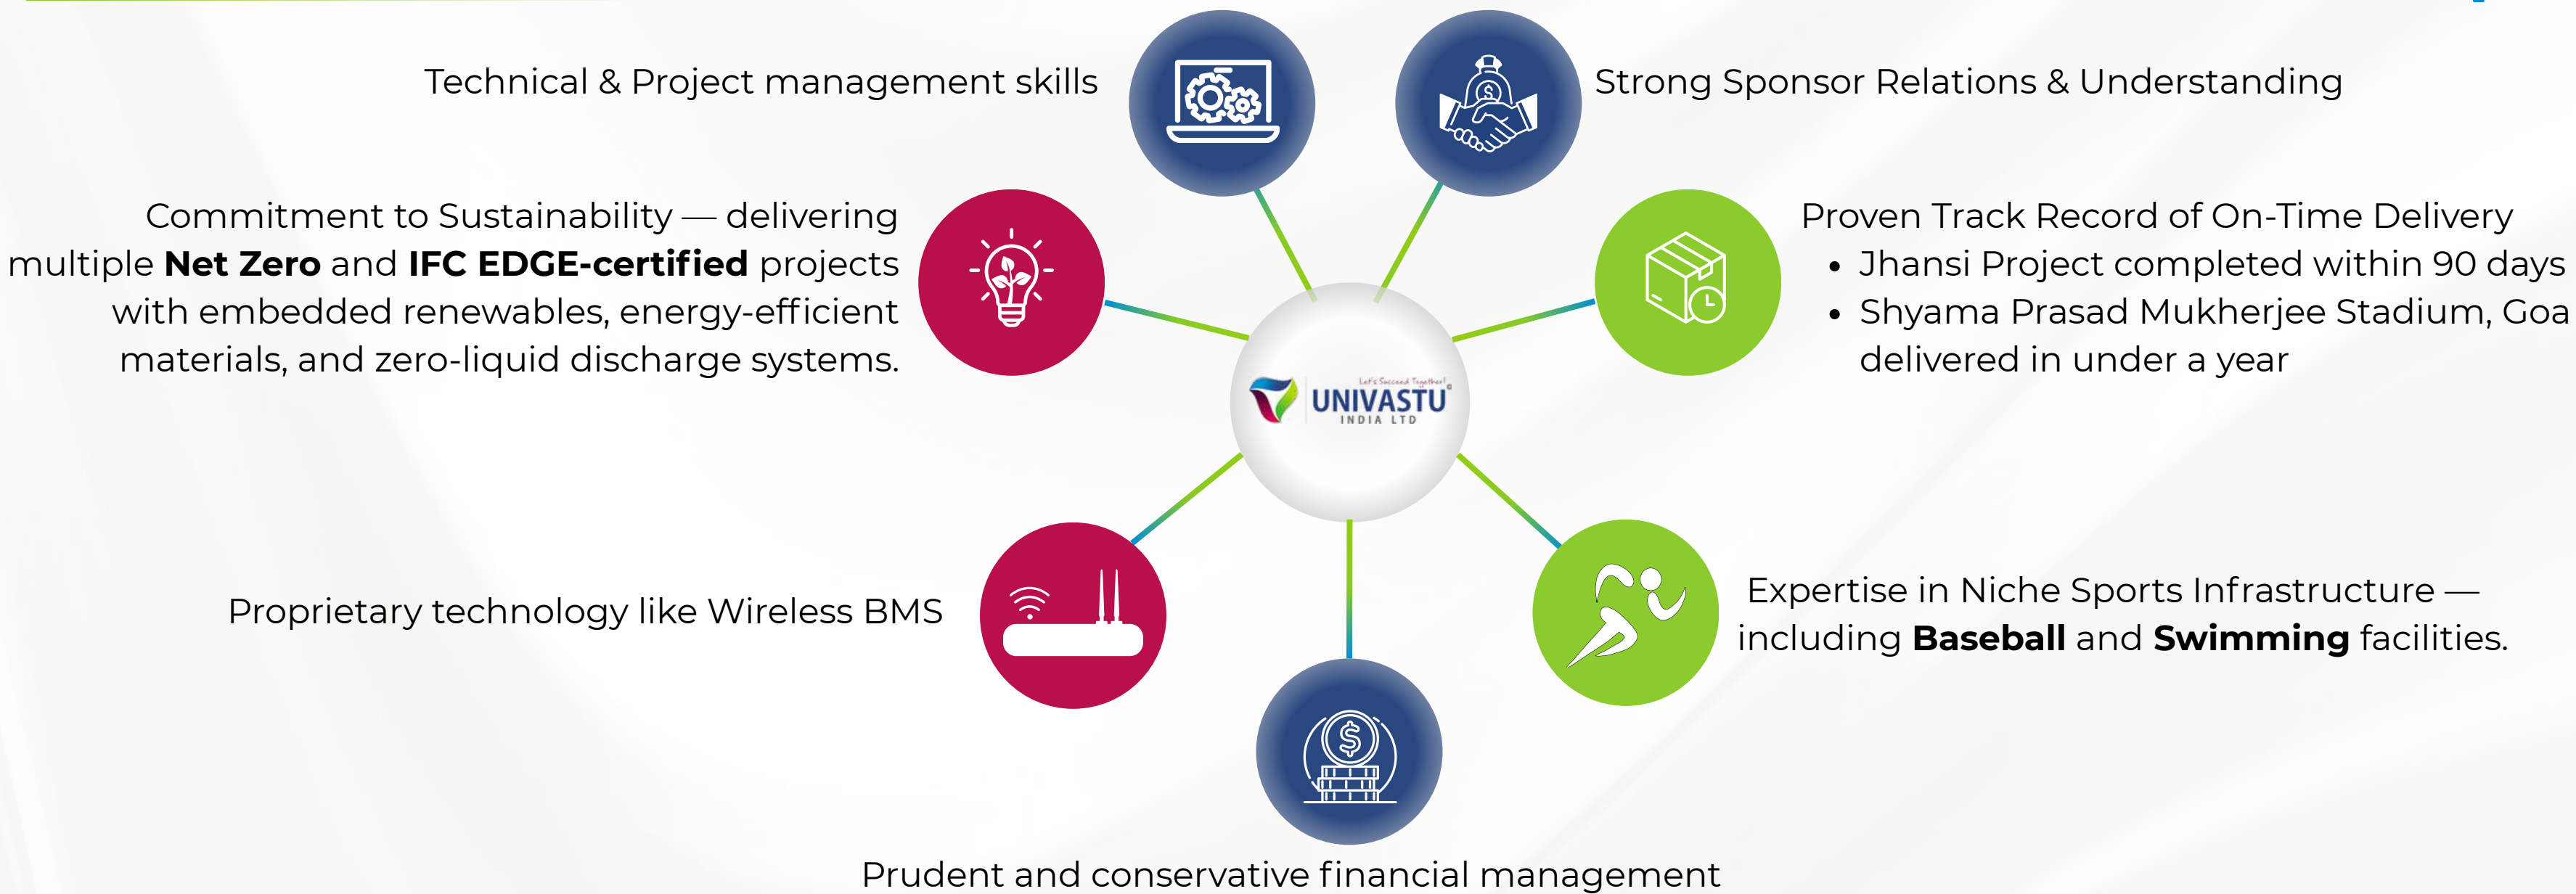 Technical & Project management skills
Strong Sponsor Relations & Understanding
Commitment to Sustainability — delivering
multiple Net Zero and IFC EDGE-certified projects
with embedded renewables, energy-efficient
materials, and zero-liquid discharge systems.
Proven Track Record of On-Time Delivery
• Jhansi Project completed within 90 days
• Shyama Prasad Mukherjee Stadium, Goa
delivered in under a year
Let's Succeed Together!
UNIVASTU©
INDIA LTD
Proprietary technology like Wireless BMS
Expertise in Niche Sports Infrastructure —
including Baseball and Swimming facilities.
Prudent and conservative financial management